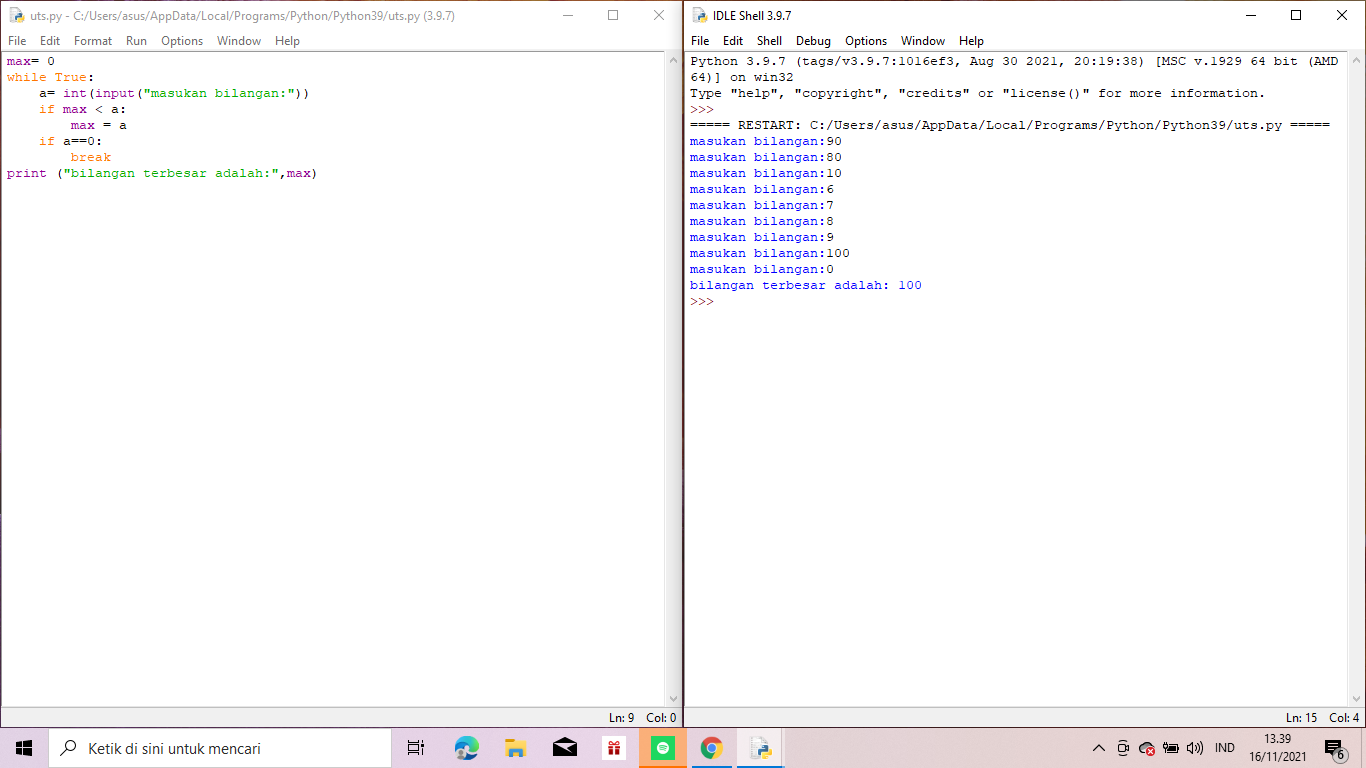 uts.py - C:/Users/asus/AppData/Local/Programs/Python/Python39/uts.py (3.9.7)
File Edit Format Run Options Window Help
max= 0
while True:
    a= int(input("masukan bilangan:"))
    if max < a:
        max = a
    if a==0:
        break
print ("bilangan terbesar adalah:",max)
Ln: 9 Col: 0
IDLE Shell 3.9.7
File Edit Shell Debug Options Window Help
Python 3.9.7 (tags/v3.9.7:1016ef3, Aug 30 2021, 20:19:38) [MSC v.1929 64 bit (AMD
64)] on win32
Type "help", "copyright", "credits" or "license()" for more information.
>>>
===== RESTART: C:/Users/asus/AppData/Local/Programs/Python/Python39/uts.py =====
masukan bilangan:90
masukan bilangan:80
masukan bilangan:10
masukan bilangan:6
masukan bilangan:7
masukan bilangan:8
masukan bilangan:9
masukan bilangan:100
masukan bilangan:0
bilangan terbesar adalah: 100
>>>
Ln: 15 Col: 4
Ketik di sini untuk mencari
IND
13.39
16/11/2021
6